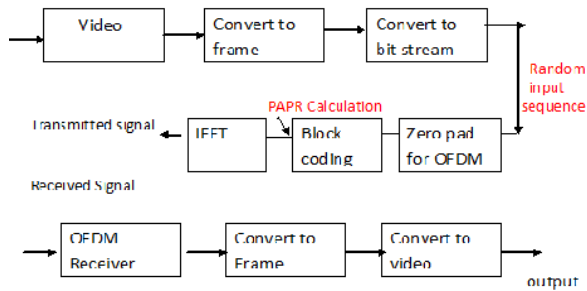 Video
Convert to
frame
Convert to
bit stream
Random
input
sequence
PAPR Calculation
Transmitted signal
IFFT
Block
coding
Zero pad
for OFDM
Received Signal
OFDM
Receiver
Convert to
Frame
Convert to
video
output